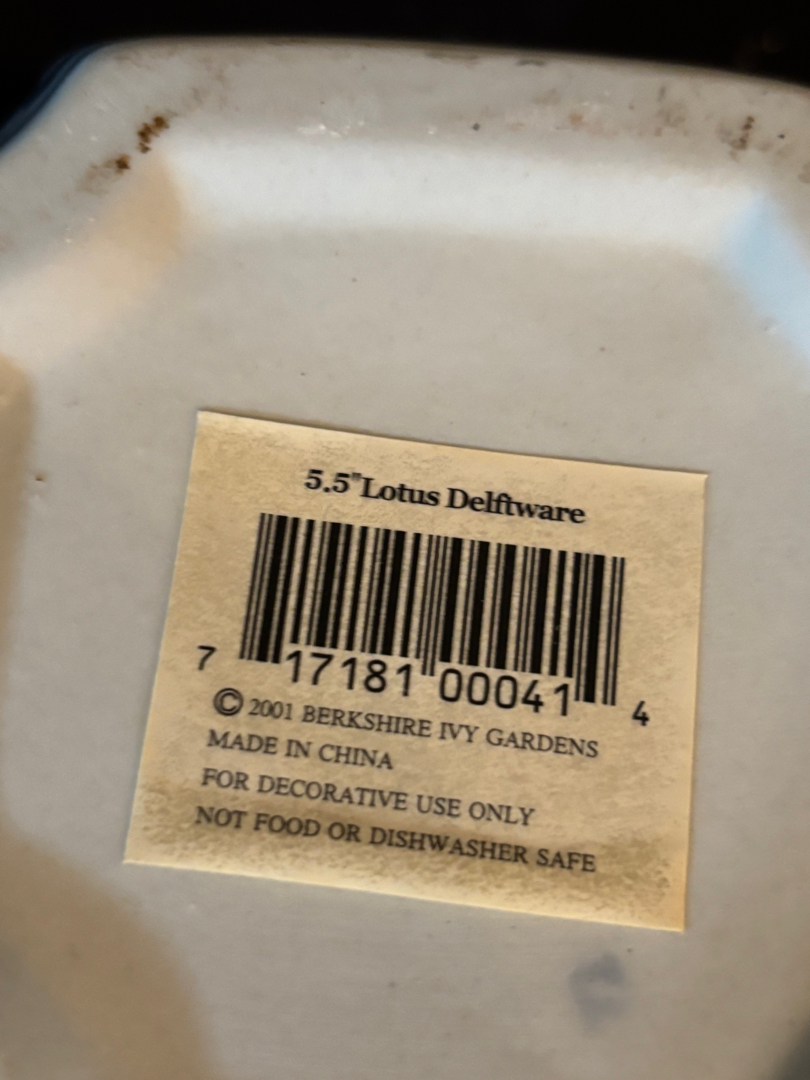 5.5"Lotus Delftware
7 17181 00041 4
© 2001 BERKSHIRE IVY GARDENS
MADE IN CHINA
FOR DECORATIVE USE ONLY
NOT FOOD OR DISHWASHER SAFE